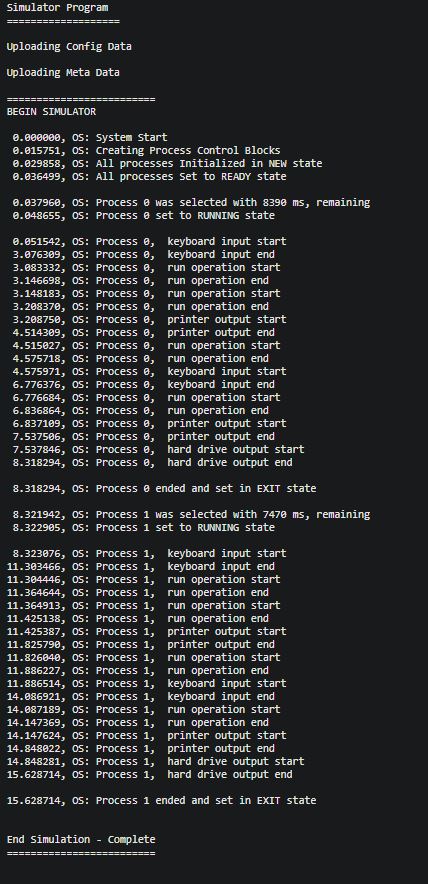 Simulator Program
===================
Uploading Config Data
Uploading Meta Data
=========================
BEGIN SIMULATOR
0.000000, OS: System Start
0.015751, OS: Creating Process Control Blocks
0.029858, OS: All processes Initialized in NEW state
0.036499, OS: All processes Set to READY state
0.037960, OS: Process 0 was selected with 8390 ms, remaining
0.048655, OS: Process 0 set to RUNNING state
0.051542, OS: Process 0,  keyboard input start
3.076309, OS: Process 0,  keyboard input end
3.083332, OS: Process 0,  run operation start
3.146698, OS: Process 0,  run operation end
3.148183, OS: Process 0,  run operation start
3.208370, OS: Process 0,  run operation end
3.208750, OS: Process 0,  printer output start
4.514309, OS: Process 0,  printer output end
4.515027, OS: Process 0,  run operation start
4.575718, OS: Process 0,  run operation end
4.575971, OS: Process 0,  keyboard input start
6.776376, OS: Process 0,  keyboard input end
6.776684, OS: Process 0,  run operation start
6.836864, OS: Process 0,  run operation end
6.837109, OS: Process 0,  printer output start
7.537506, OS: Process 0,  printer output end
7.537846, OS: Process 0,  hard drive output start
8.318294, OS: Process 0,  hard drive output end
8.318294, OS: Process 0 ended and set in EXIT state
8.321942, OS: Process 1 was selected with 7470 ms, remaining
8.322905, OS: Process 1 set to RUNNING state
8.323076, OS: Process 1,  keyboard input start
11.303466, OS: Process 1,  keyboard input end
11.304446, OS: Process 1,  run operation start
11.364644, OS: Process 1,  run operation end
11.364913, OS: Process 1,  run operation start
11.425138, OS: Process 1,  run operation end
11.425387, OS: Process 1,  printer output start
11.825790, OS: Process 1,  printer output end
11.826040, OS: Process 1,  run operation start
11.886227, OS: Process 1,  run operation end
11.886514, OS: Process 1,  keyboard input start
14.086921, OS: Process 1,  keyboard input end
14.087189, OS: Process 1,  run operation start
14.147369, OS: Process 1,  run operation end
14.147624, OS: Process 1,  printer output start
14.848022, OS: Process 1,  printer output end
14.848281, OS: Process 1,  hard drive output start
15.628714, OS: Process 1,  hard drive output end
15.628714, OS: Process 1 ended and set in EXIT state
End Simulation - Complete
=========================